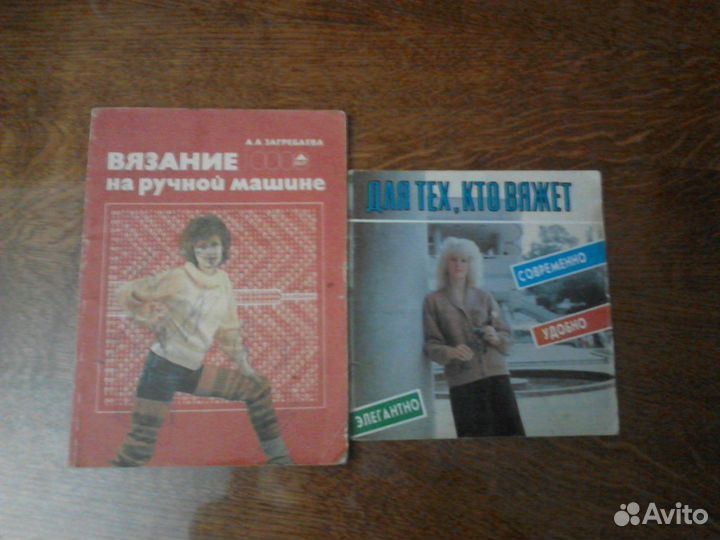 А.А ЗАГРЕБАЕВА
ВЯЗАНИЕ
на ручной машине
ДЛЯ ТЕХ, КТО ВЯЖЕТ
СОВРЕМЕННО
УДОБНО
ЭЛЕГАНТНО
Avito